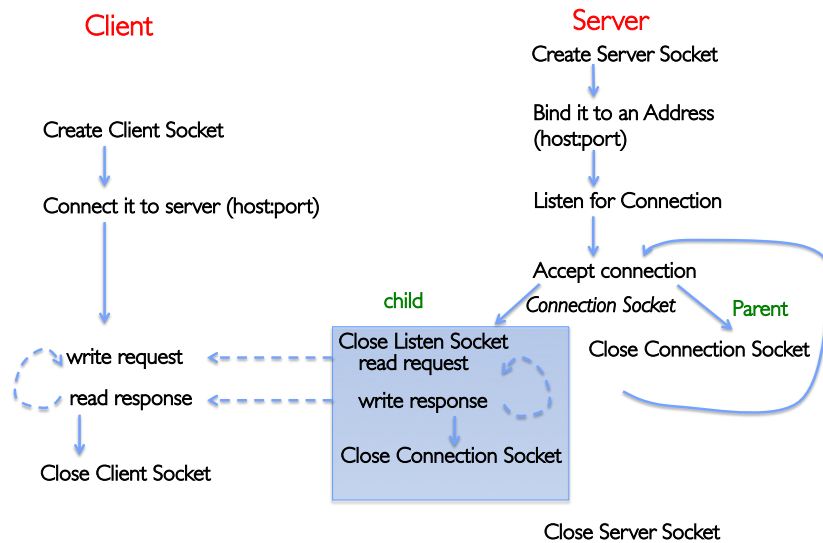 Client
Server
Create Server Socket
Bind it to an Address
(host:port)
Create Client Socket
Connect it to server (host:port)
Listen for Connection
Accept connection
Connection Socket
child
Parent
Close Listen Socket
read request
Close Connection Socket
write request
read response
write response
Close Client Socket
Close Connection Socket
Close Server Socket